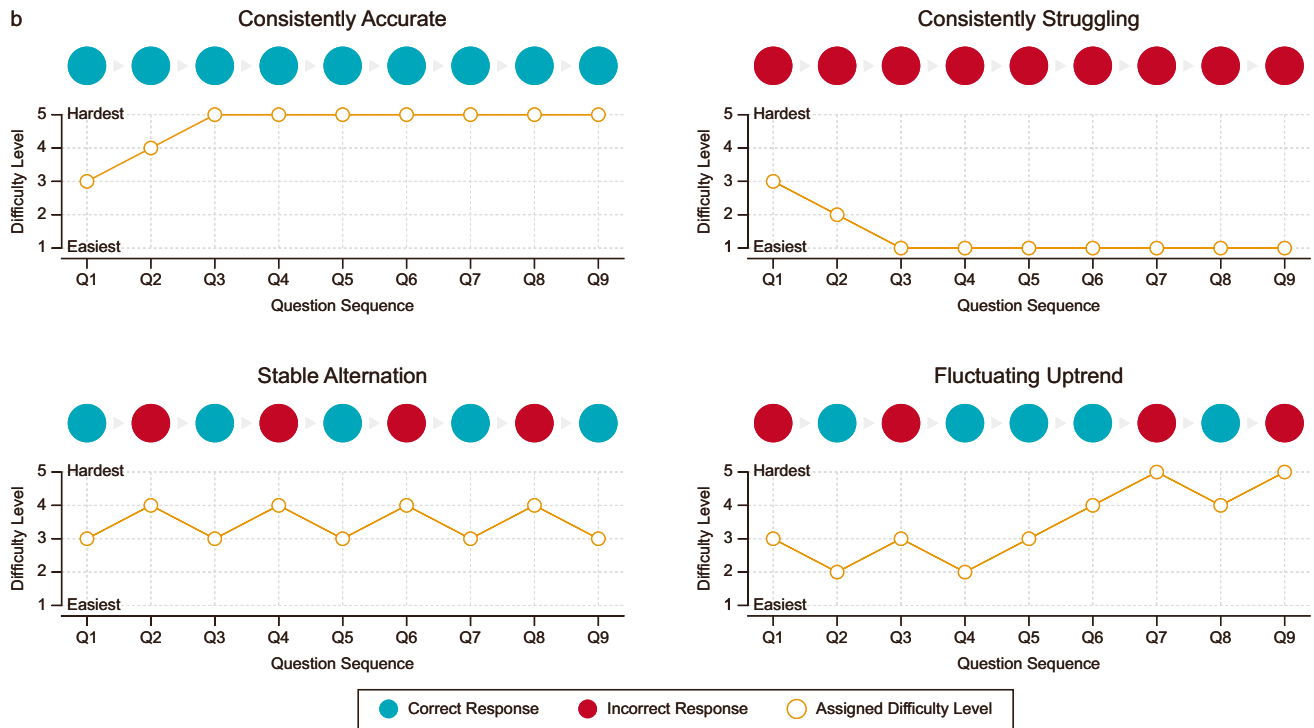 b
Consistently Accurate
5 Hardest
4
3
2
1 Easiest
Difficulty Level
Q1 Q2 Q3 Q4 Q5 Q6 Q7 Q8 Q9
Question Sequence
Consistently Struggling
5 Hardest
4
3
2
1 Easiest
Difficulty Level
Q1 Q2 Q3 Q4 Q5 Q6 Q7 Q8 Q9
Question Sequence
Stable Alternation
5 Hardest
4
3
2
1 Easiest
Difficulty Level
Q1 Q2 Q3 Q4 Q5 Q6 Q7 Q8 Q9
Question Sequence
Fluctuating Uptrend
5 Hardest
4
3
2
1 Easiest
Difficulty Level
Q1 Q2 Q3 Q4 Q5 Q6 Q7 Q8 Q9
Question Sequence
Correct Response Incorrect Response Assigned Difficulty Level